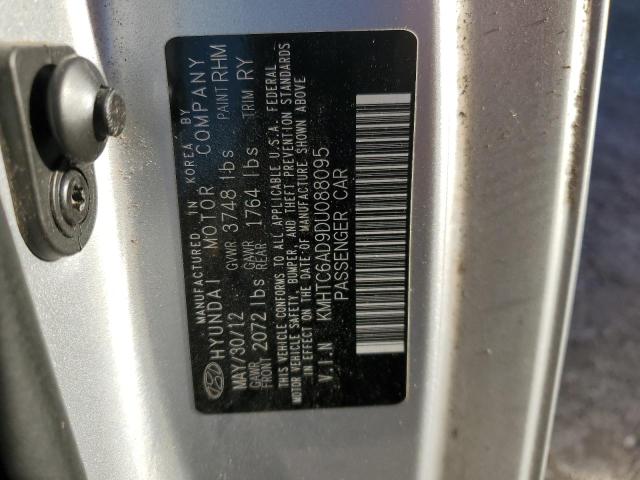 MANUFACTURED IN KOREA BY
HYUNDAI MOTOR COMPANY
MAY/30/12 GVWR 3748 lbs PAINT RHM
GAWR FRONT 2072 lbs GAWR REAR 1764 lbs TRIM RY
THIS VEHICLE CONFORMS TO ALL APPLICABLE U.S.A. FEDERAL
MOTOR VEHICLE SAFETY, BUMPER, AND THEFT PREVENTION STANDARDS
IN EFFECT ON THE DATE OF MANUFACTURE SHOWN ABOVE
V.I.N KMHTC6AD9DU088095
PASSENGER CAR